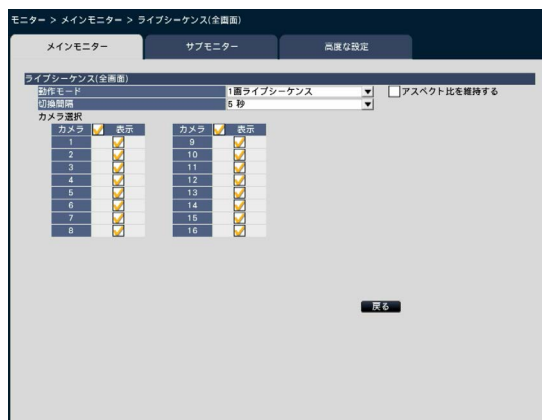 モニター > メインモニター > ライブシーケンス(全画面)
メインモニター サブモニター 高度な設定
ライブシーケンス(全画面)
動作モード 1画ライブシーケンス アスペクト比を維持する
切換間隔 5 秒
カメラ選択
カメラ 表示 カメラ 表示
1 9
2 10
3 11
4 12
5 13
6 14
7 15
8 16
戻る